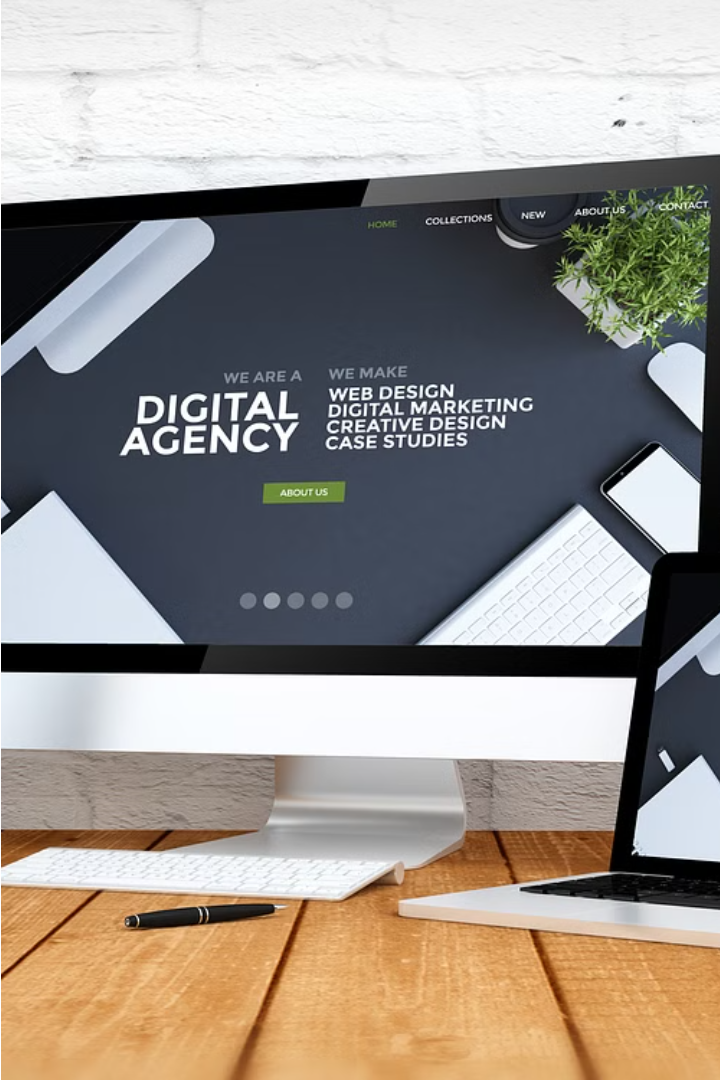 HOME COLLECTIONS NEW ABOUT US CONTACT
WE ARE A
DIGITAL
AGENCY
WE MAKE
WEB DESIGN
DIGITAL MARKETING
CREATIVE DESIGN
CASE STUDIES
ABOUT US